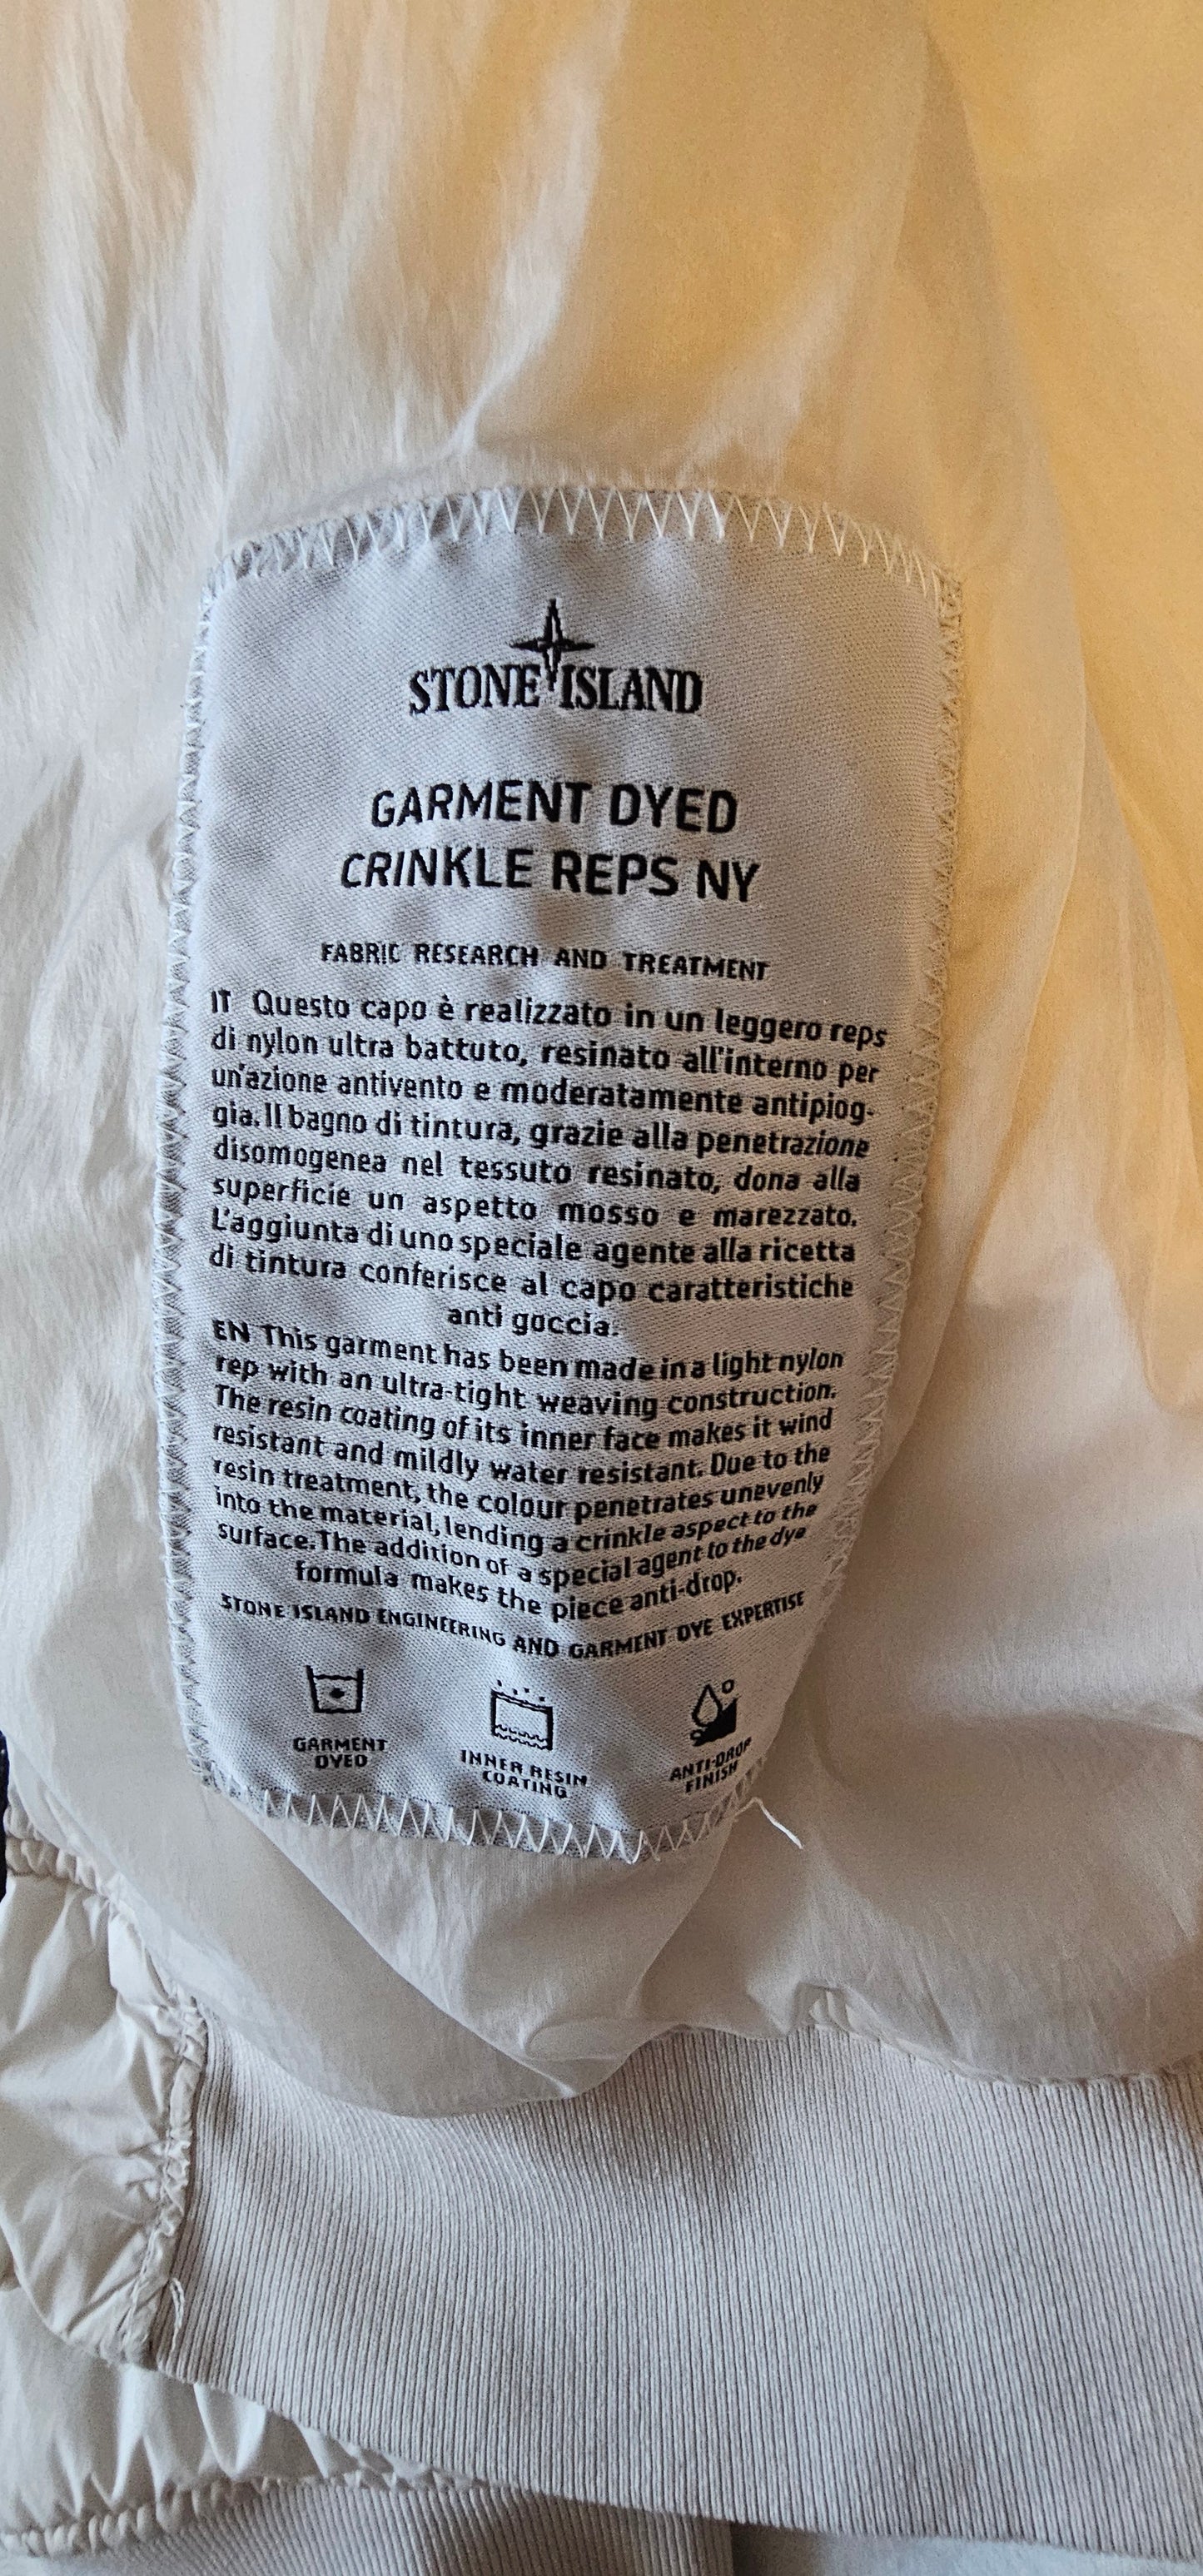 STONE ISLAND
GARMENT DYED
CRINKLE REPS NY
FABRIC RESEARCH AND TREATMENT
IT Questo capo è realizzato in un leggero reps
di nylon ultra battuto, resinato all'interno per
un'azione antivento e moderatamente antipiog-
gia. Il bagno di tintura, grazie alla penetrazione
disomogenea nel tessuto resinato, dona alla
superficie un aspetto mosso e marezzato.
L'aggiunta di uno speciale agente alla ricetta
di tintura conferisce al capo caratteristiche
anti goccia.
EN This garment has been made in a light nylon
rep with an ultra-tight weaving construction.
The resin coating of its inner face makes it wind
resistant and mildly water resistant. Due to the
resin treatment, the colour penetrates unevenly
into the material, lending a crinkle aspect to the
surface. The addition of a special agent to the dye
formula makes the piece anti-drop.
STONE ISLAND ENGINEERING AND GARMENT DYE EXPERTISE
GARMENT
DYED
INNER RESIN
COATING
ANTI-DROP
FINISH